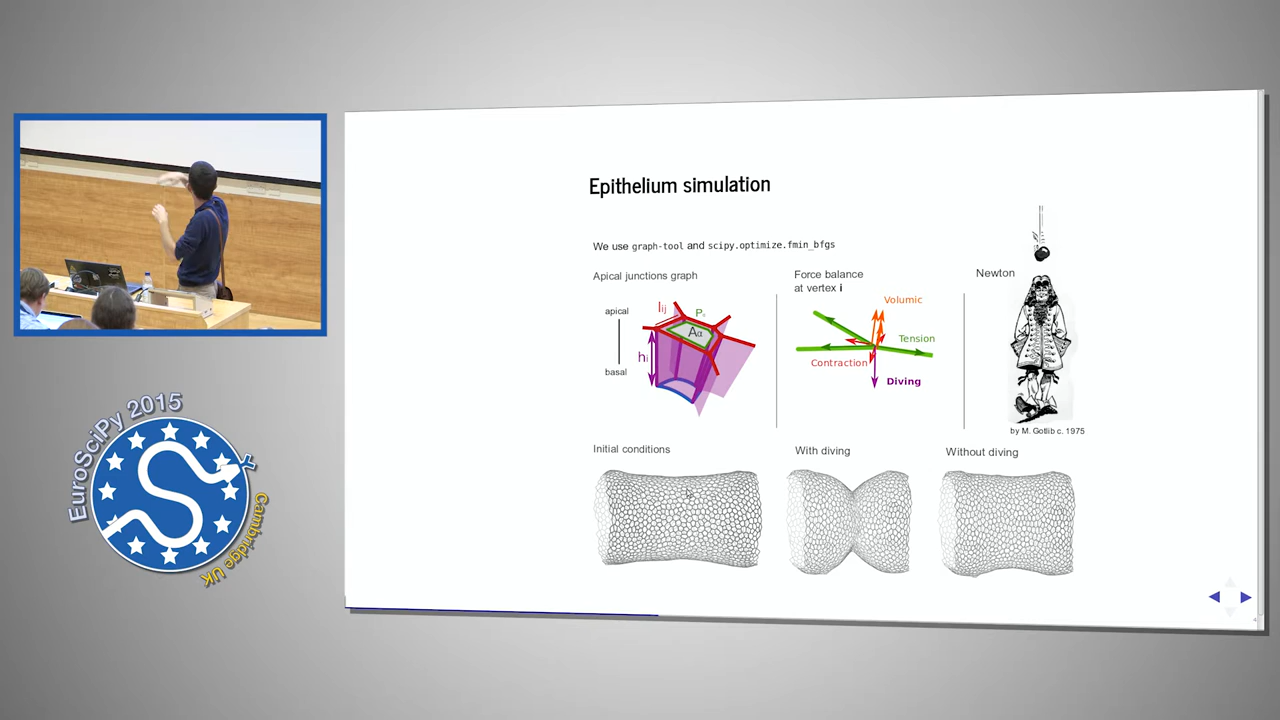 Epithelium simulation
We use graph-tool and scipy.optimize.fmin_bfgs
Apical junctions graph
apical
basal
lij
hi
Aα
Force balance
at vertex i
Volumic
Tension
Contraction
Diving
Newton
by M. Gotlib c. 1975
Initial conditions
With diving
Without diving
EuroSciPy 2015
Cambridge UK